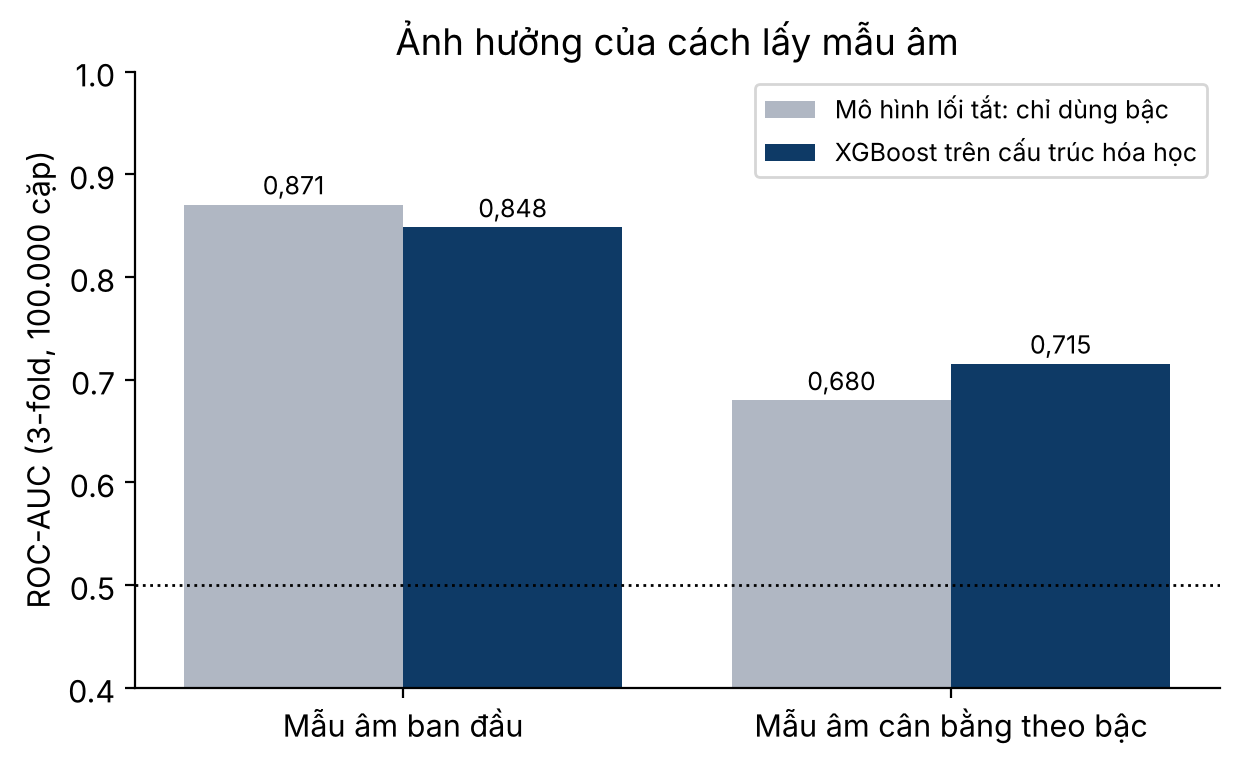 Ảnh hưởng của cách lấy mẫu âm
Mô hình lối tắt: chỉ dùng bậc
XGBoost trên cấu trúc hóa học
ROC-AUC (3-fold, 100.000 cặp)
1.0
0.9
0.8
0.7
0.6
0.5
0.4
0,871
0,848
0,680
0,715
Mẫu âm ban đầu
Mẫu âm cân bằng theo bậc